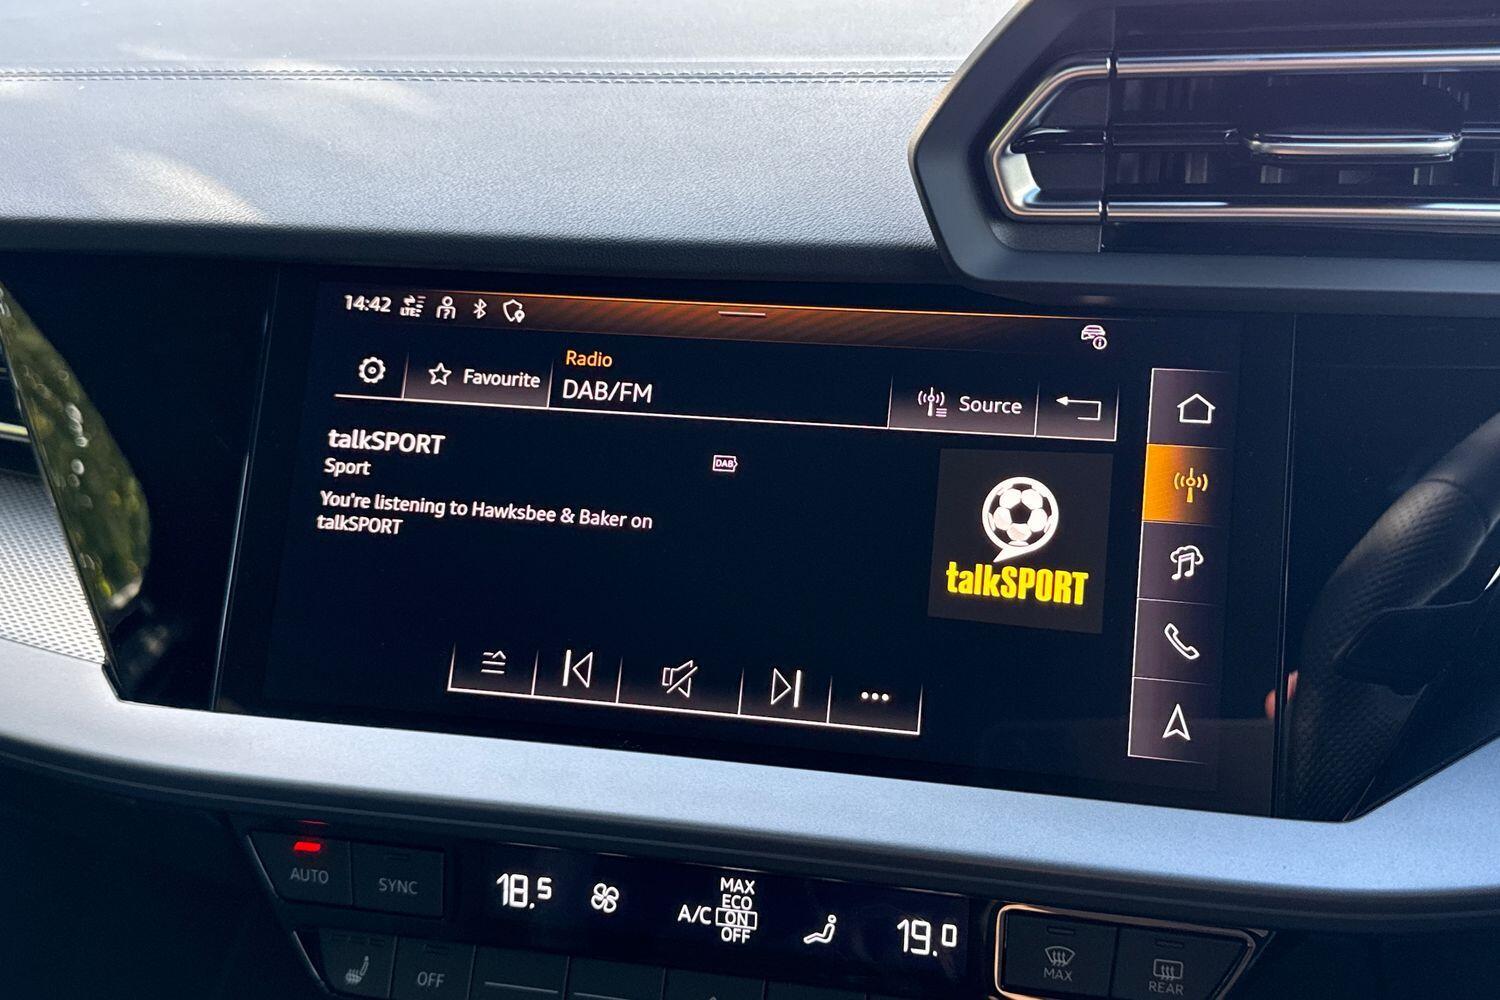 14:42 LTE
Radio
Favourite
DAB/FM
Source
talkSPORT
Sport
DAB
You're listening to Hawksbee & Baker on
talkSPORT
talkSPORT
AUTO
SYNC
18.5
MAX
ECO
A/C ON
OFF
19.0
OFF
MAX
REAR